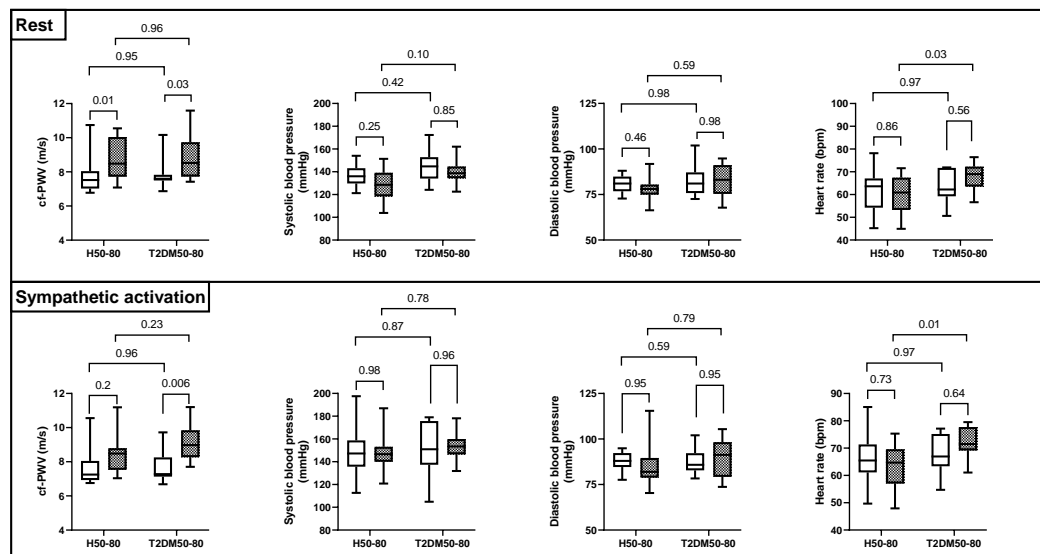 Rest
0.95
0.96
0.01
0.03
cf-PWV (m/s)
12
10
8
6
4
H50-80
T2DM50-80
0.10
0.42
0.85
0.25
Systolic blood pressure
(mmHg)
200
180
160
140
120
100
80
H50-80
T2DM50-80
0.59
0.98
0.98
0.46
Diastolic blood pressure
(mmHg)
125
100
75
50
H50-80
T2DM50-80
0.03
0.97
0.56
0.86
Heart rate (bpm)
100
90
80
70
60
50
40
H50-80
T2DM50-80
Sympathetic activation
0.23
0.96
0.2
0.006
cf-PWV (m/s)
12
10
8
6
4
H50-80
T2DM50-80
0.78
0.87
0.96
0.98
Systolic blood pressure
(mmHg)
200
180
160
140
120
100
80
H50-80
T2DM50-80
0.79
0.59
0.95
0.95
Diastolic blood pressure
(mmHg)
125
100
75
50
H50-80
T2DM50-80
0.01
0.97
0.73
0.64
Heart rate (bpm)
100
90
80
70
60
50
40
H50-80
T2DM50-80